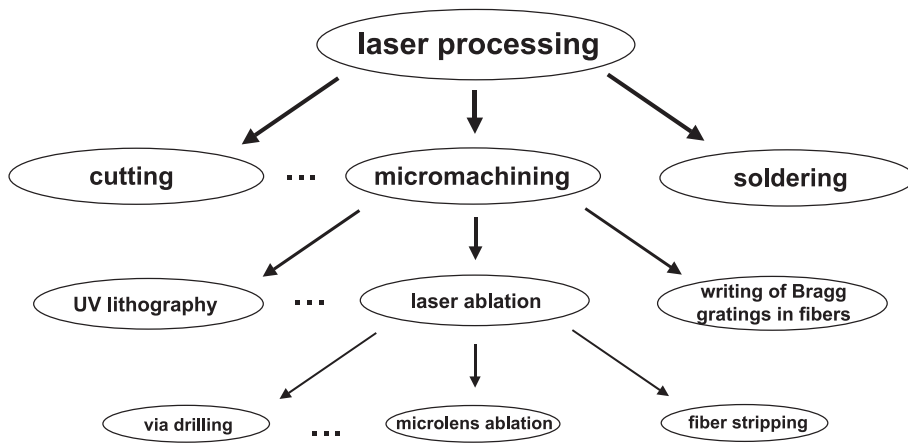 laser processing
cutting ... micromachining soldering
UV lithography ... laser ablation writing of Bragg
gratings in fibers
via drilling ... microlens ablation fiber stripping